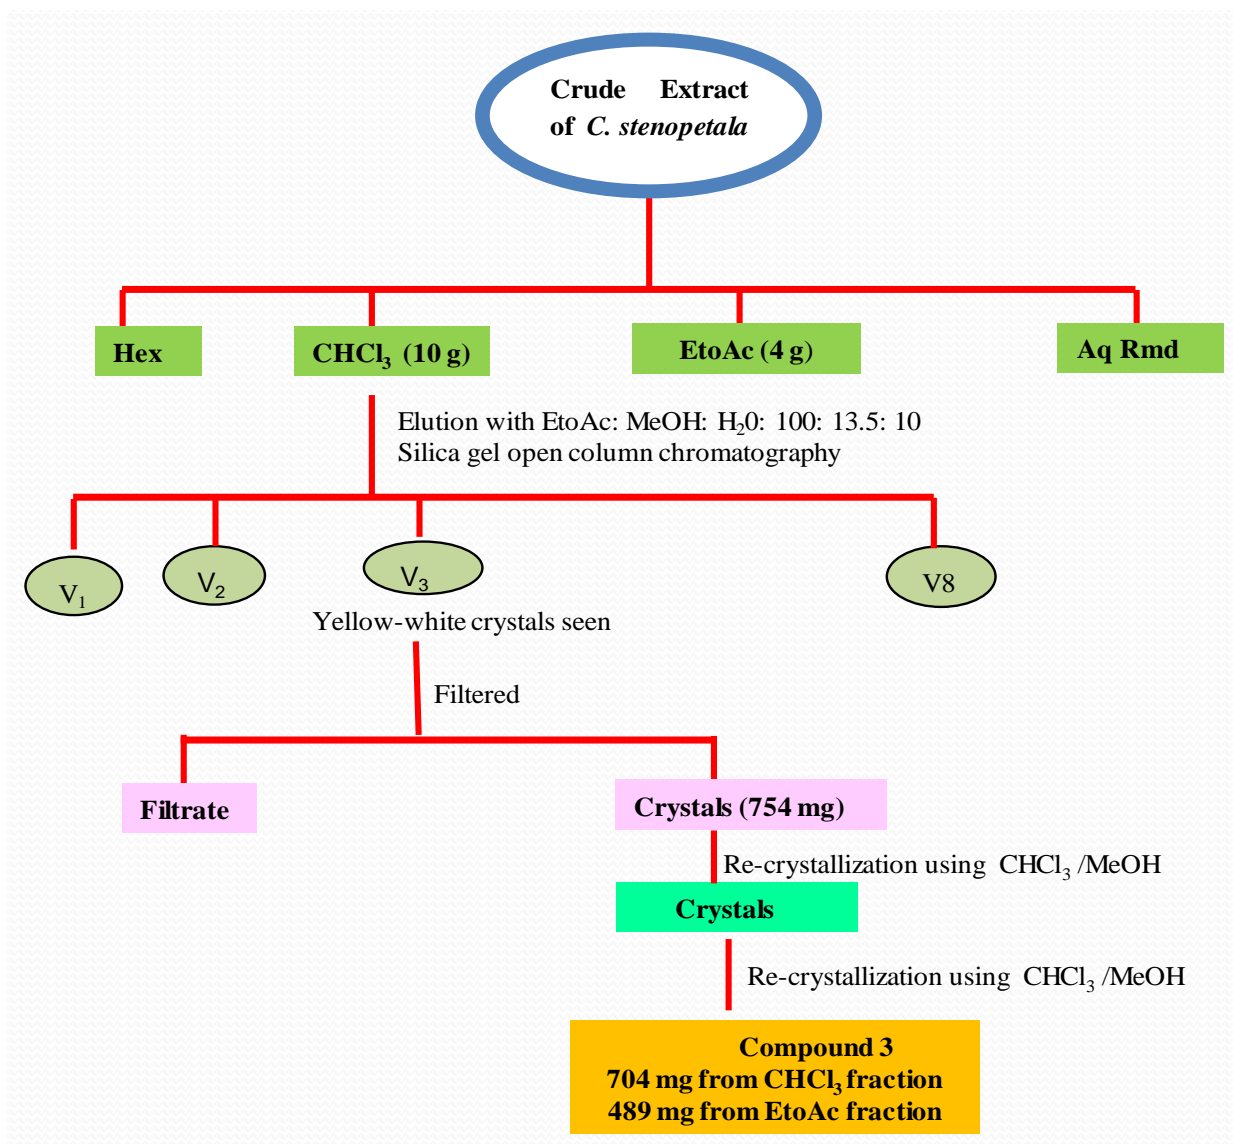 Crude Extract
of C. stenopetala
Hex
CHCl₃ (10 g)
EtoAc (4 g)
Aq Rmd
Elution with EtoAc: MeOH: H₂0: 100: 13.5: 10
Silica gel open column chromatography
V₁
V₂
V₃
V8
Yellow-white crystals seen
Filtered
Filtrate
Crystals (754 mg)
Re-crystallization using CHCl₃ /MeOH
Crystals
Re-crystallization using CHCl₃ /MeOH
Compound 3
704 mg from CHCl₃ fraction
489 mg from EtoAc fraction